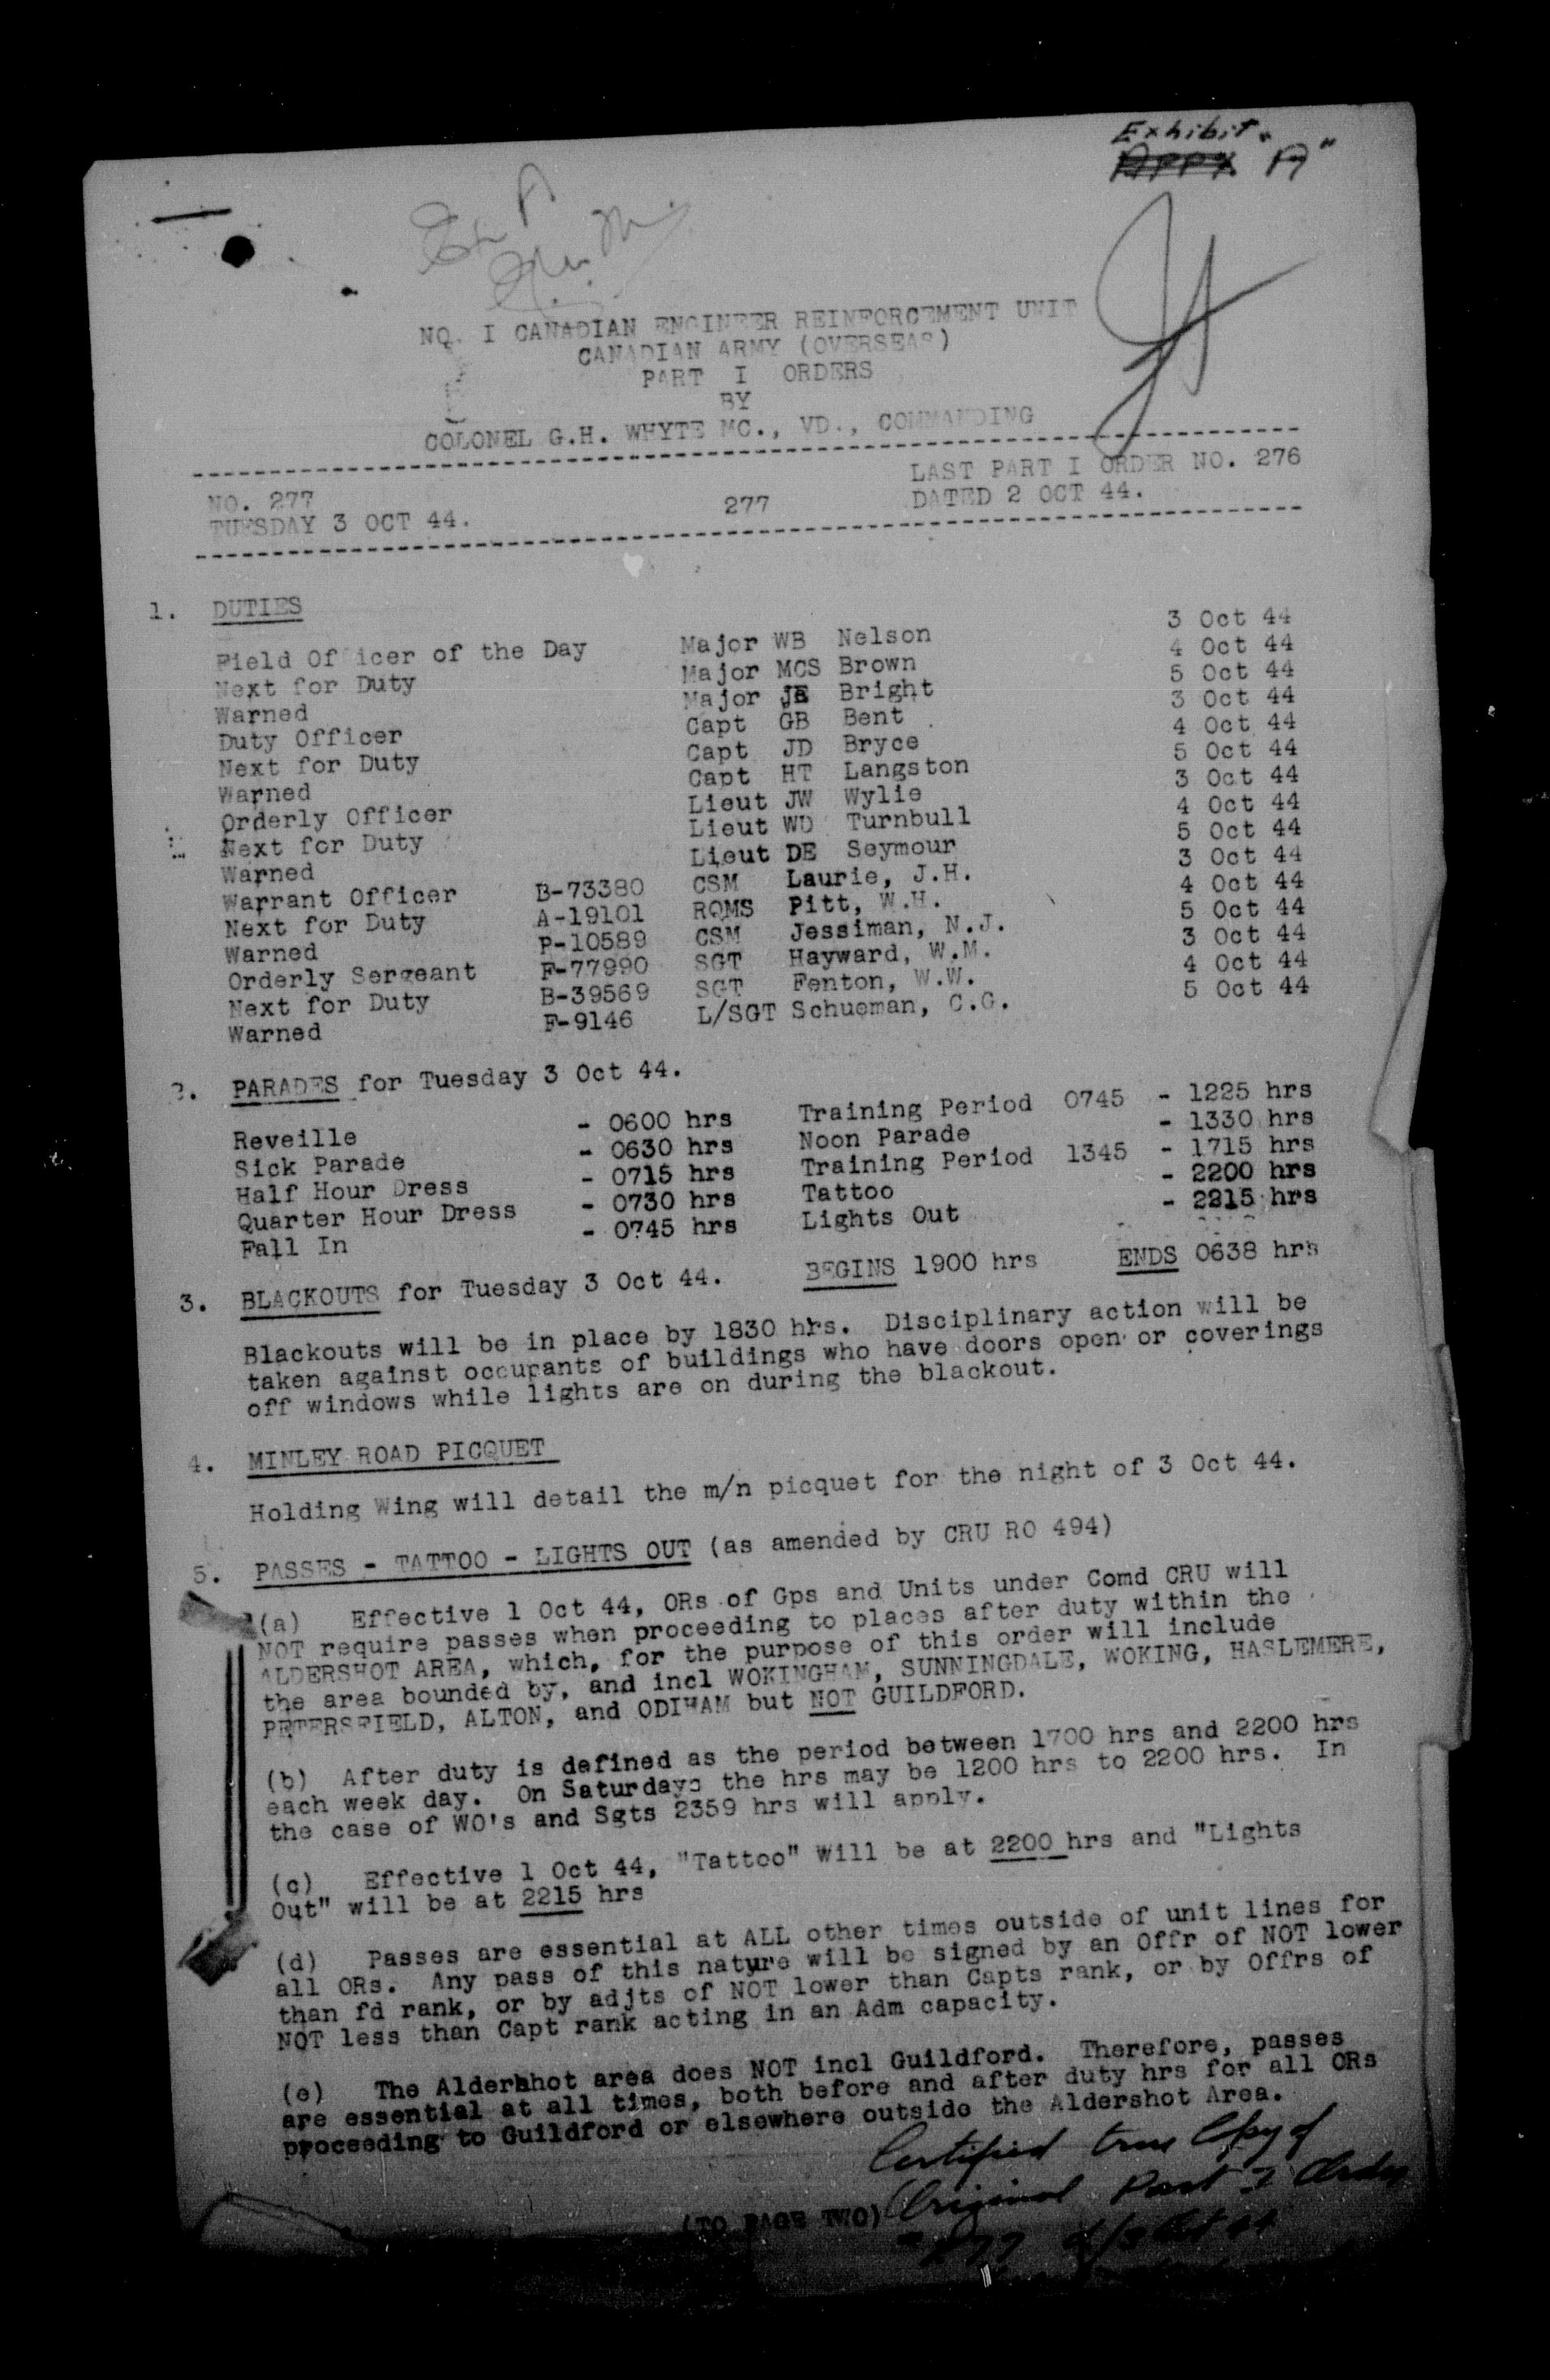 Exhibit "
Appx A"
NO. I CANADIAN ENGINEER REINFORCEMENT UNIT
CANADIAN ARMY (OVERSEAS)
PART I ORDERS
BY
COLONEL G.H. WHYTE MC., VD., COMMANDING
NO. 277 277 LAST PART I ORDER NO. 276
TUESDAY 3 OCT 44. DATED 2 OCT 44.
1. DUTIES
Field Officer of the Day Major WB Nelson 3 Oct 44
Next for Duty Major MCS Brown 4 Oct 44
Warned Major JE Bright 5 Oct 44
Duty Officer Capt GB Bent 3 Oct 44
Next for Duty Capt JD Bryce 4 Oct 44
Warned Capt HT Langston 5 Oct 44
Orderly Officer Lieut JW Wylie 3 Oct 44
Next for Duty Lieut WD Turnbull 4 Oct 44
Warned Lieut DE Seymour 5 Oct 44
Warrant Officer B-73380 CSM Laurie, J.H. 3 Oct 44
Next for Duty A-19101 RQMS Pitt, W.H. 4 Oct 44
Warned P-10589 CSM Jessiman, N.J. 5 Oct 44
Orderly Sergeant F-77990 SGT Hayward, W.M. 3 Oct 44
Next for Duty B-39569 SGT Fenton, W.W. 4 Oct 44
Warned F-9146 L/SGT Schueman, C.G. 5 Oct 44
2. PARADES for Tuesday 3 Oct 44.
Reveille - 0600 hrs Training Period 0745 - 1225 hrs
Sick Parade - 0630 hrs Noon Parade - 1330 hrs
Half Hour Dress - 0715 hrs Training Period 1345 - 1715 hrs
Quarter Hour Dress - 0730 hrs Tattoo - 2200 hrs
Fall In - 0745 hrs Lights Out - 2215 hrs
3. BLACKOUTS for Tuesday 3 Oct 44. BEGINS 1900 hrs ENDS 0638 hrs
Blackouts will be in place by 1830 hrs. Disciplinary action will be
taken against occupants of buildings who have doors open or coverings
off windows while lights are on during the blackout.
4. MINLEY ROAD PICQUET
Holding Wing will detail the m/n picquet for the night of 3 Oct 44.
5. PASSES - TATTOO - LIGHTS OUT (as amended by CRU RO 494)
(a) Effective 1 Oct 44, ORs of Gps and Units under Comd CRU will
NOT require passes when proceeding to places after duty within the
ALDERSHOT AREA, which, for the purpose of this order will include
the area bounded by, and incl WOKINGHAM, SUNNINGDALE, WOKING, HASLEMERE,
PETERSFIELD, ALTON, and ODIHAM but NOT GUILDFORD.
(b) After duty is defined as the period between 1700 hrs and 2200 hrs
each week day. On Saturdays the hrs may be 1200 hrs to 2200 hrs. In
the case of WO's and Sgts 2359 hrs will apply.
(c) Effective 1 Oct 44, "Tattoo" will be at 2200 hrs and "Lights
Out" will be at 2215 hrs
(d) Passes are essential at ALL other times outside of unit lines for
all ORs. Any pass of this nature will be signed by an Offr of NOT lower
than fd rank, or by adjts of NOT lower than Capts rank, or by Offrs of
NOT less than Capt rank acting in an Adm capacity.
(e) The Aldershot area does NOT incl Guildford. Therefore, passes
are essential at all times, both before and after duty hrs for all ORs
proceeding to Guildford or elsewhere outside the Aldershot Area.
Certified true Copy of
(TO PAGE TWO) Original Part I Orders
277 d/3 Oct 44